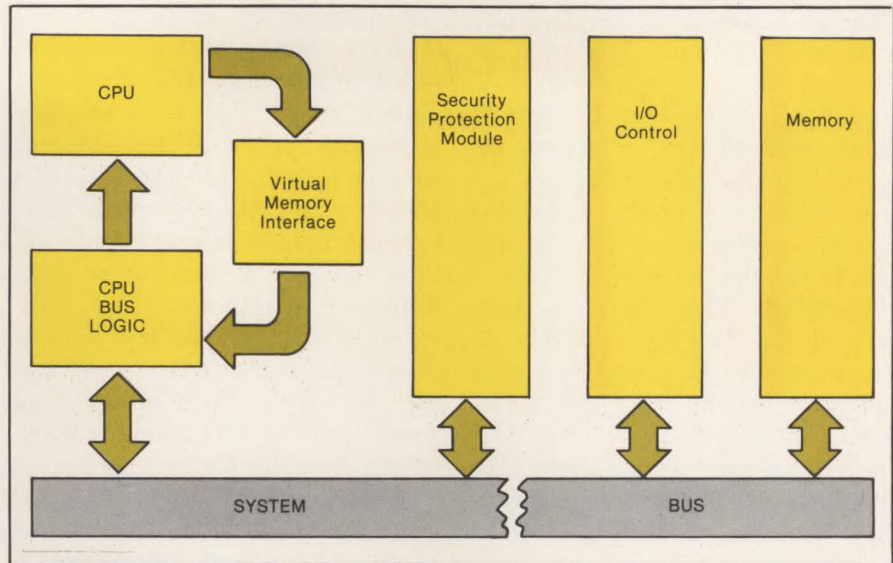 CPU
Virtual
Memory
Interface
CPU
BUS
LOGIC
Security
Protection
Module
I/O
Control
Memory
SYSTEM
BUS